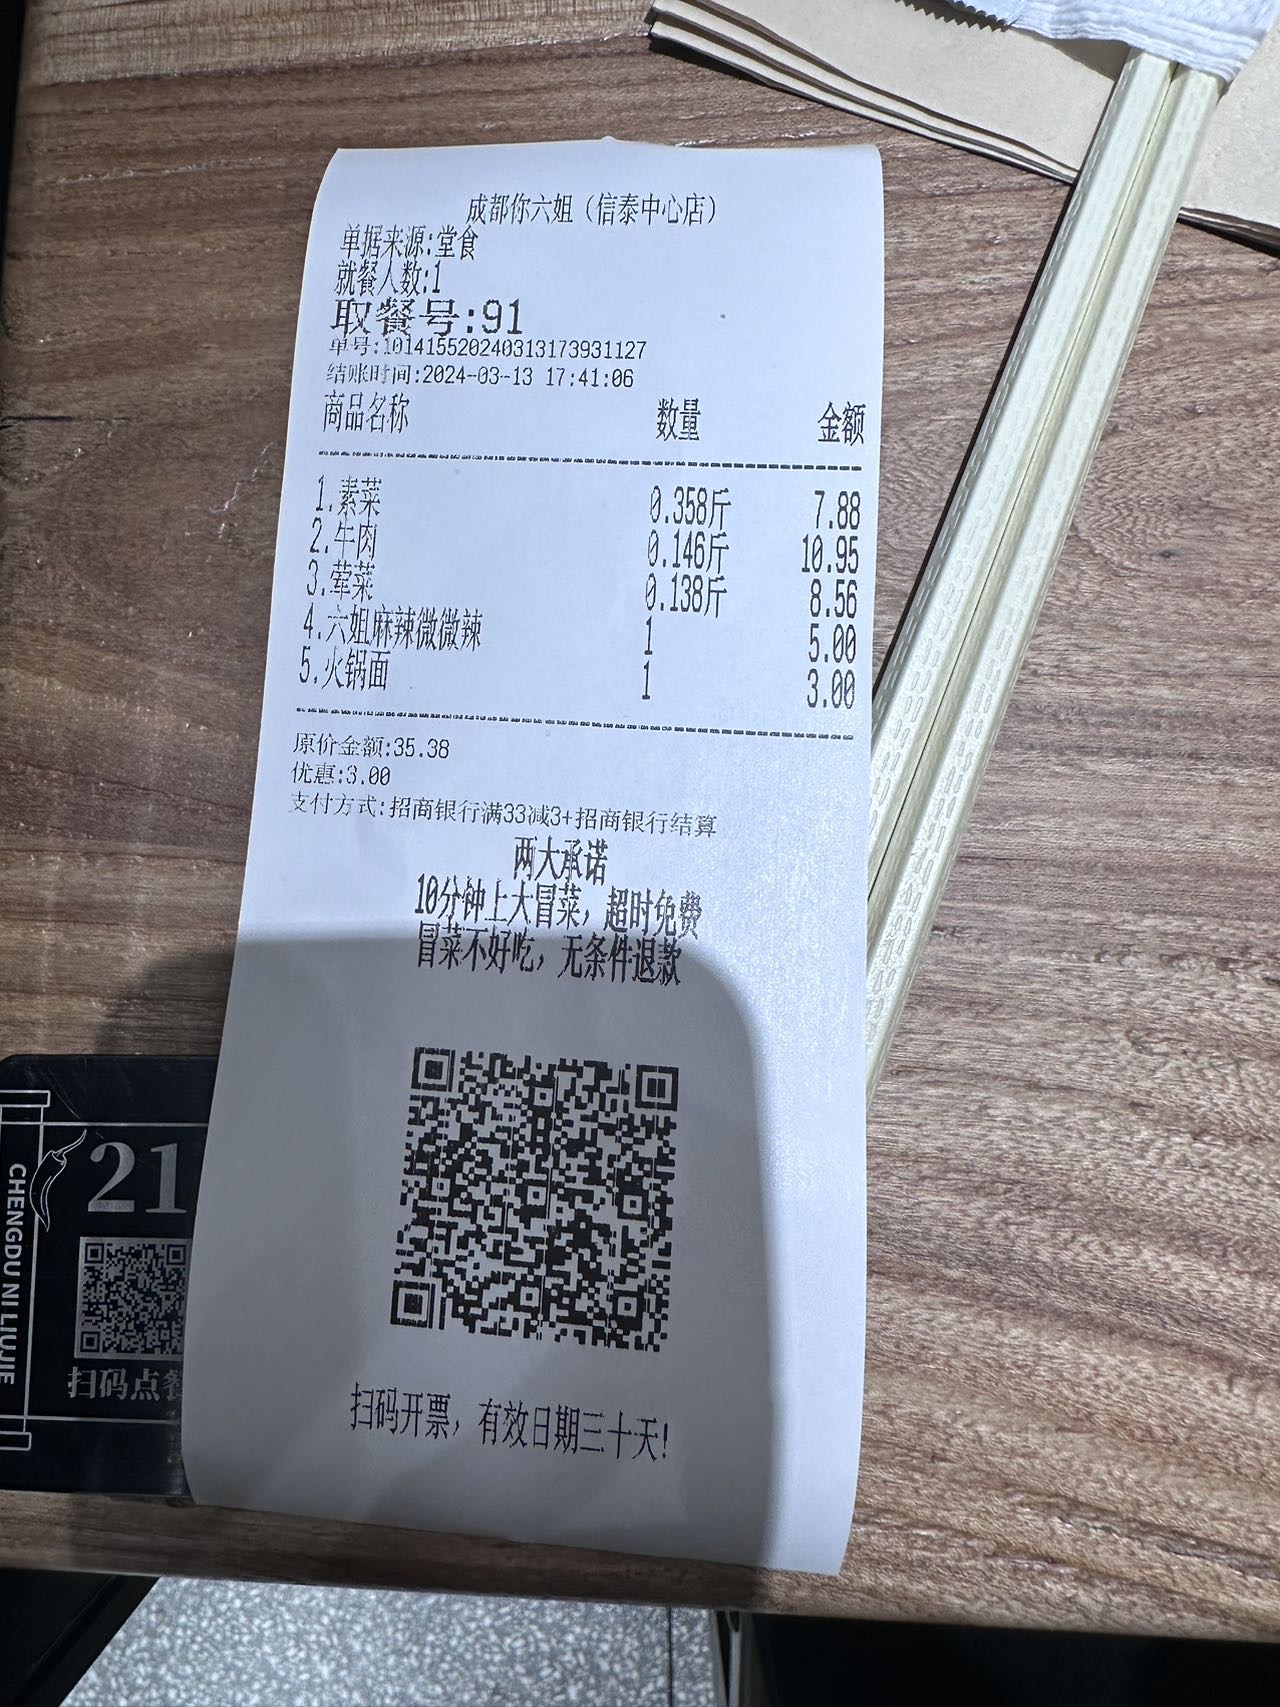 成都你六姐（信泰中心店）
单据来源:堂食
就餐人数:1
取餐号:91
单号:101415520240313173931127
结账时间:2024-03-13 17:41:06
商品名称 数量 金额
1.素菜 0.358斤 7.88
2.牛肉 0.146斤 10.95
3.荤菜 0.138斤 8.56
4.六姐麻辣微微辣 1 5.00
5.火锅面 1 3.00
原价金额:35.38
优惠:3.00
支付方式:招商银行满33减3+招商银行结算
两大承诺
10分钟上大冒菜，超时免费
冒菜不好吃，无条件退款
扫码开票，有效日期三十天!
21
CHENGDU NI LIUJIE
扫码点餐